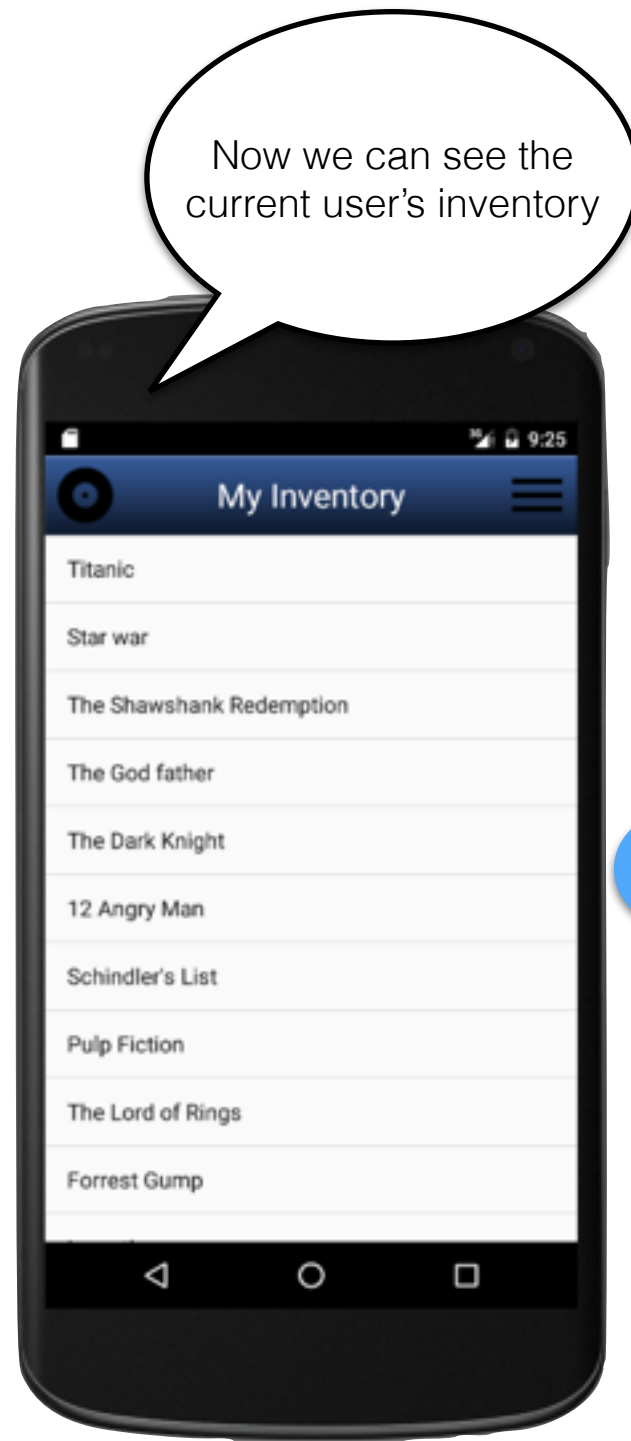 Now we can see the
current user’s inventory
3G 9:25
My Inventory
Titanic
Star war
The Shawshank Redemption
The God father
The Dark Knight
12 Angry Man
Schindler's List
Pulp Fiction
The Lord of Rings
Forrest Gump